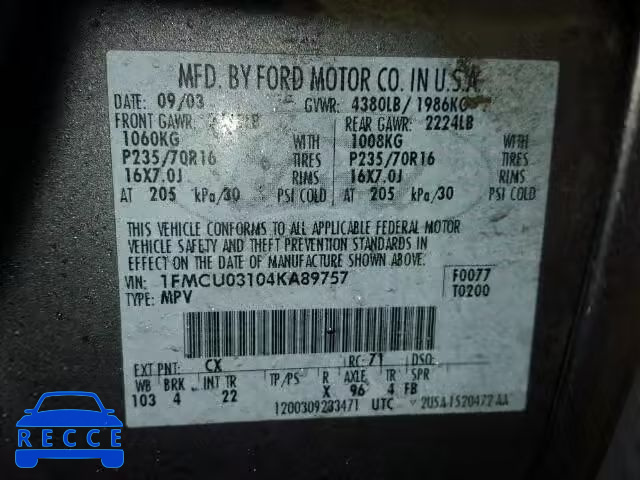 MFD. BY FORD MOTOR CO. IN U.S.A.
DATE: 09/03 GVWR: 4380LB/ 1986KG
FRONT GAWR: REAR GAWR: 2224LB
1060KG WITH 1008KG WITH
P235/70R16 TIRES P235/70R16 TIRES
16X7.0J RIMS 16X7.0J RIMS
AT 205 kPa/30 PSI COLD AT 205 kPa/30 PSI COLD
THIS VEHICLE CONFORMS TO ALL APPLICABLE FEDERAL MOTOR
VEHICLE SAFETY AND THEFT PREVENTION STANDARDS IN
EFFECT ON THE DATE OF MANUFACTURE SHOWN ABOVE.
VIN: 1FMCU03104KA89757 F0077
TYPE: MPV T0200
EXT PNT: CX RC: 71 DSO:
WB BRK INT TR TP/PS R AXLE TR SPR
103 4 22 X 96 4 FB
1200309233471 UTC 2U5A-1520472-AA
RECCE